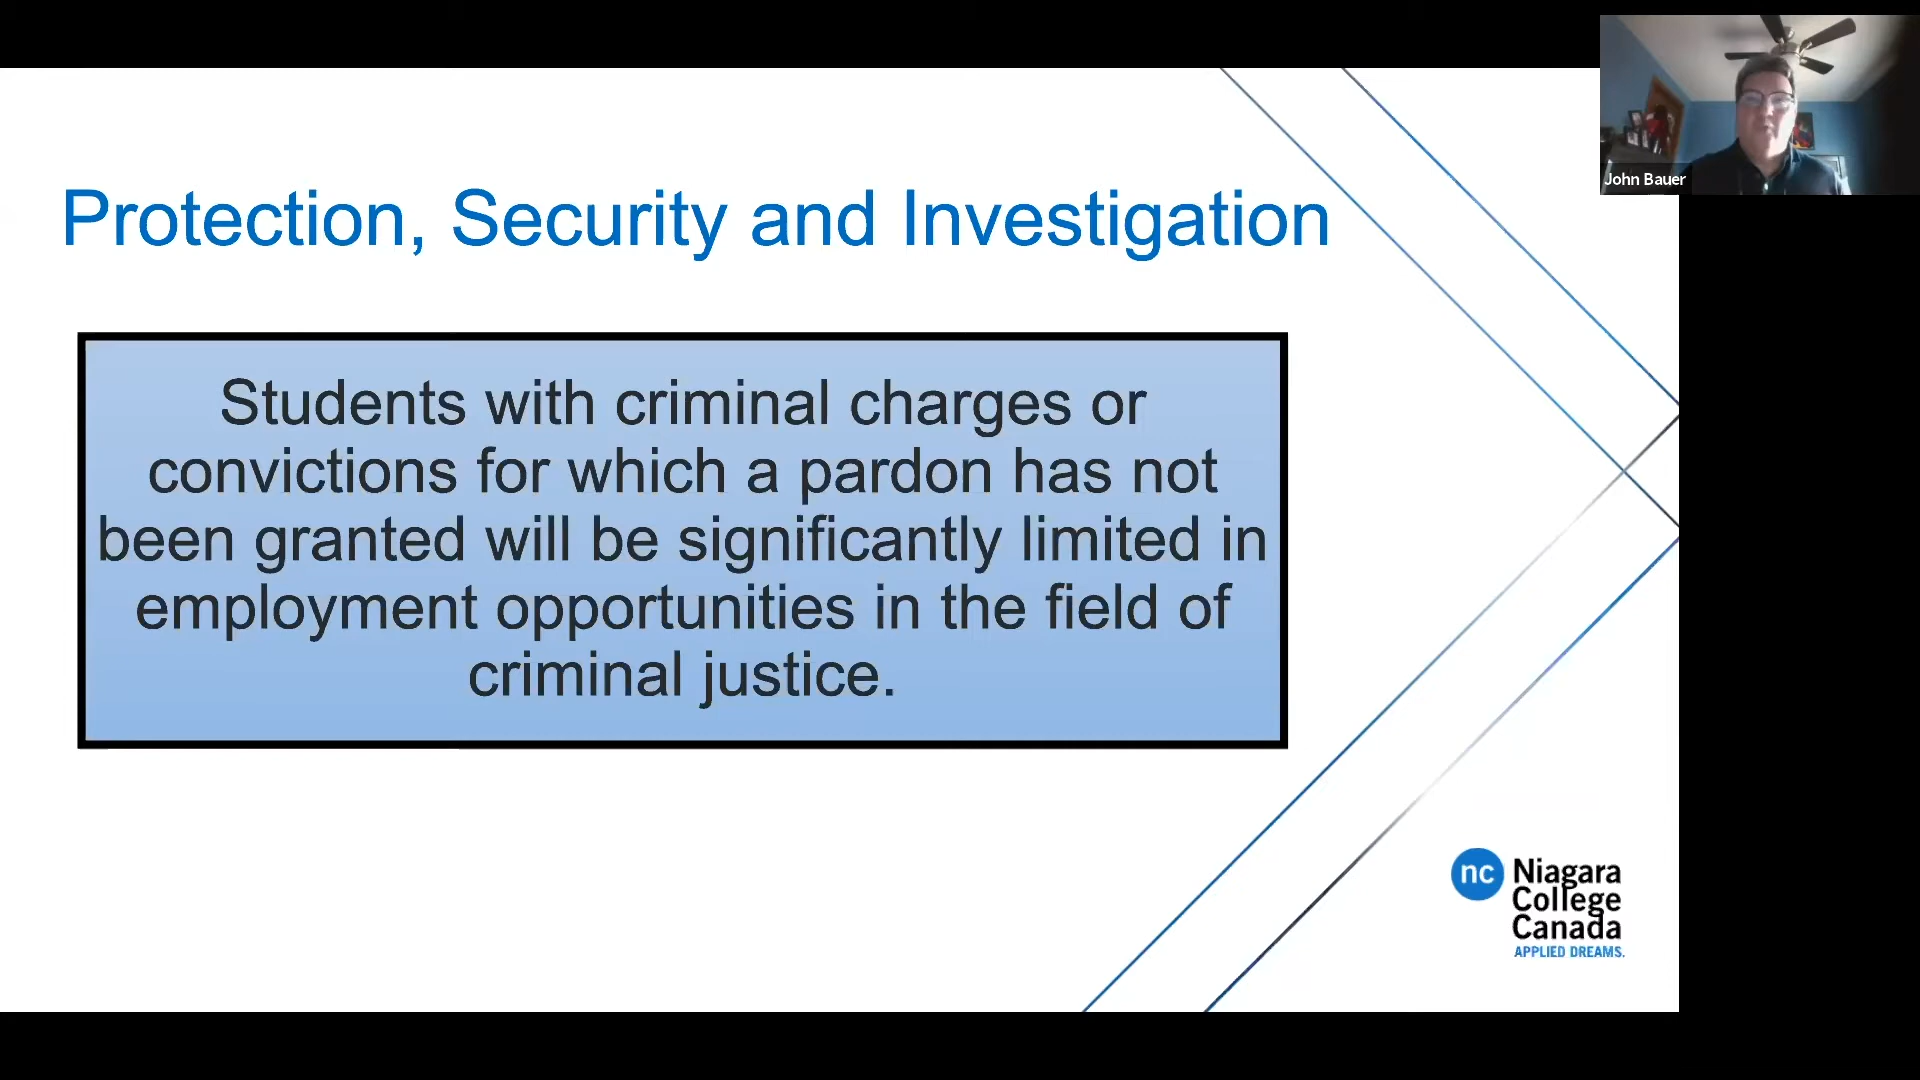 John Bauer
Protection, Security and Investigation
Students with criminal charges or
convictions for which a pardon has not
been granted will be significantly limited in
employment opportunities in the field of
criminal justice.
nc
Niagara
College
Canada
APPLIED DREAMS.